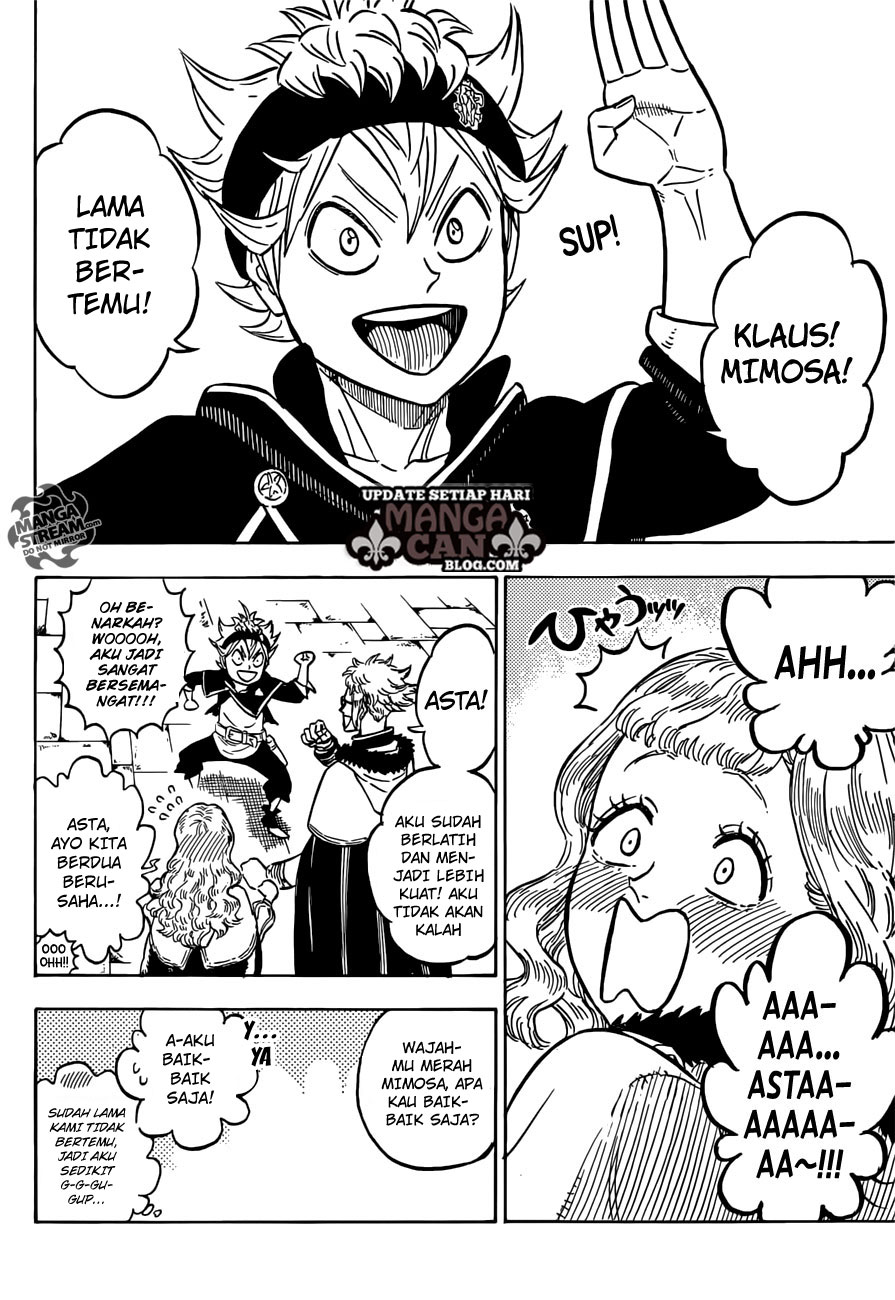 KLAUS!
MIMOSA!
SUP!
LAMA
TIDAK
BER-
TEMU!
MANGA
STREAM.com
DO NOT MIRROR
UPDATE SETIAP HARI
MANGA
CAN
BLOG.COM
AHH...
ひゃうッッ
AAA-
AAA...
ASTAA-
AAAAA-
AA~!!!
ASTA!
AKU SUDAH
BERLATIH
DAN MEN-
JADI LEBIH
KUAT! AKU
TIDAK AKAN
KALAH
OH BE-
NARKAH?
WOOOOH,
AKU JADI
SANGAT
BERSEMA-
NGAT!!!
ASTA,
AYO KITA
BERDUA
BERU-
SAHA...!
OOO
OHH!!
WAJAH-
MU MERAH
MIMOSA, APA
KAU BAIK-
BAIK SAJA?
Y...
YA
A-AKU
BAIK-
BAIK
SAJA!
SUDAH LAMA
KAMI TIDAK
BERTEMU,
JADI AKU
SEDIKIT
G-G-GU-
GUP...